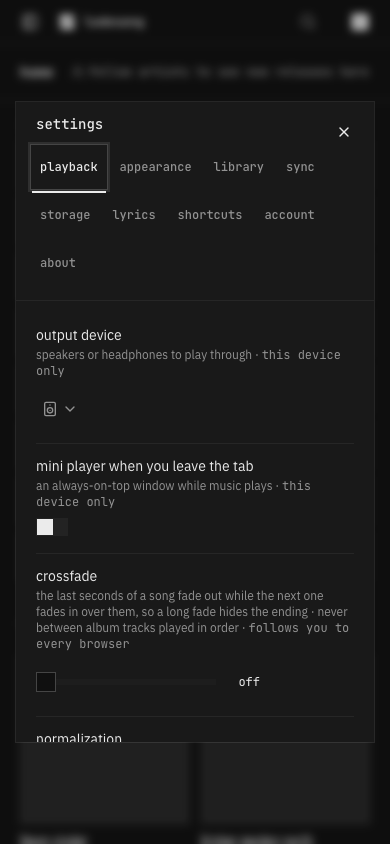 settings
playback appearance library sync
storage lyrics shortcuts account
about
output device
speakers or headphones to play through · this device
only
mini player when you leave the tab
an always-on-top window while music plays · this
device only
crossfade
the last seconds of a song fade out while the next one
fades in over them, so a long fade hides the ending · never
between album tracks played in order · follows you to
every browser
off
normalization